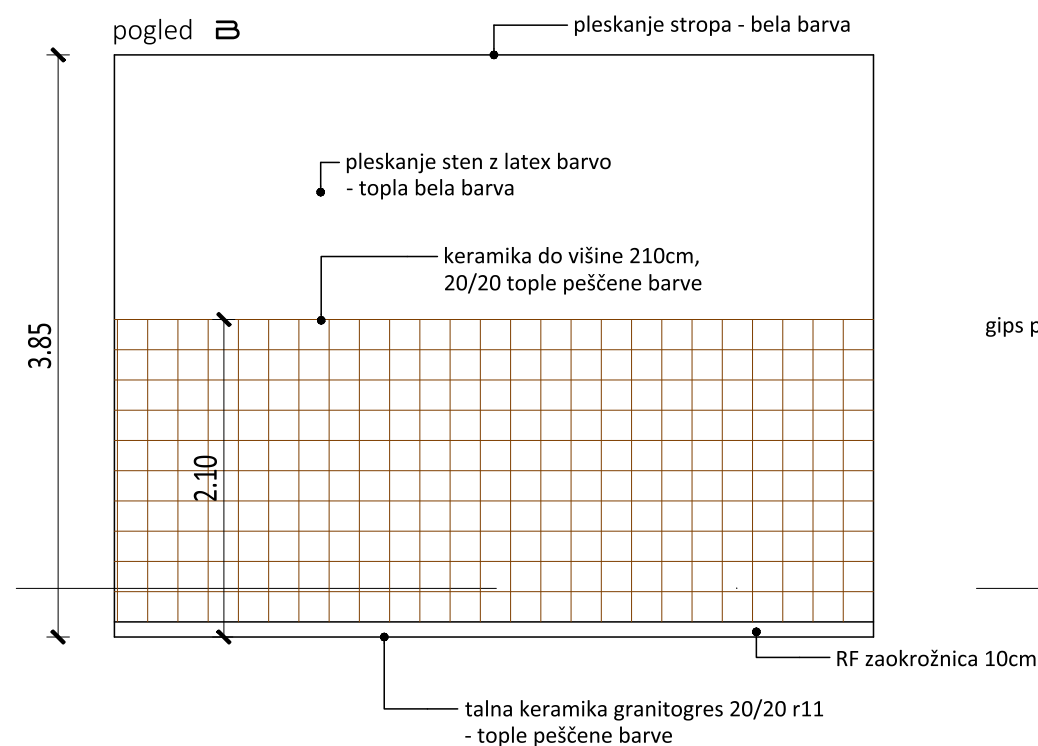 pogled B
pleskanje stropa - bela barva
pleskanje sten z latex barvo
- topla bela barva
keramika do višine 210cm,
20/20 tople peščene barve
3.85
gips p
2.10
RF zaokrožnica 10cm
talna keramika granitogres 20/20 r11
- tople peščene barve